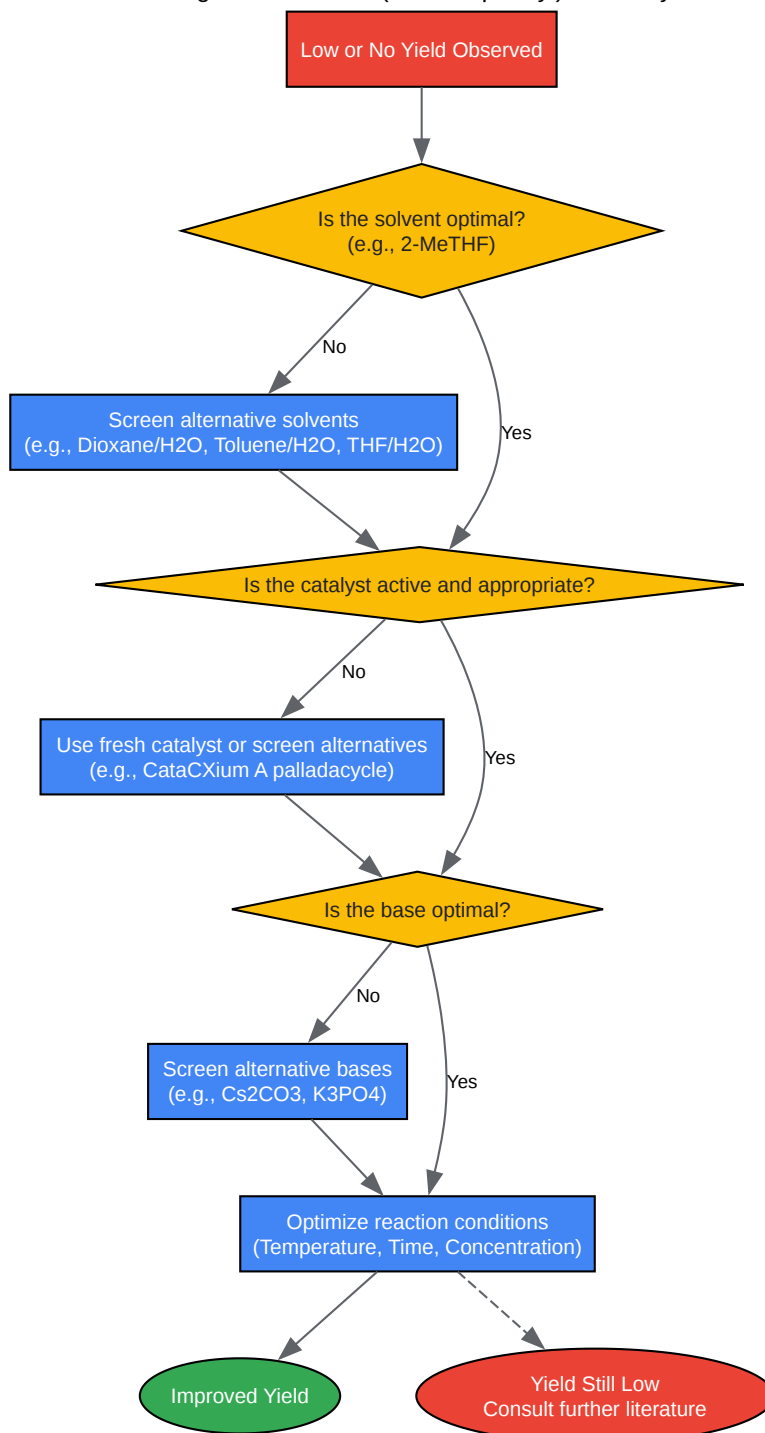 Low or No Yield Observed
Is the solvent optimal?
(e.g., 2-MeTHF)
No
Yes
Screen alternative solvents
(e.g., Dioxane/H2O, Toluene/H2O, THF/H2O)
Is the catalyst active and appropriate?
No
Yes
Use fresh catalyst or screen alternatives
(e.g., CataCXium A palladacycle)
Is the base optimal?
No
Yes
Screen alternative bases
(e.g., Cs2CO3, K3PO4)
Optimize reaction conditions
(Temperature, Time, Concentration)
Improved Yield
Yield Still Low
Consult further literature